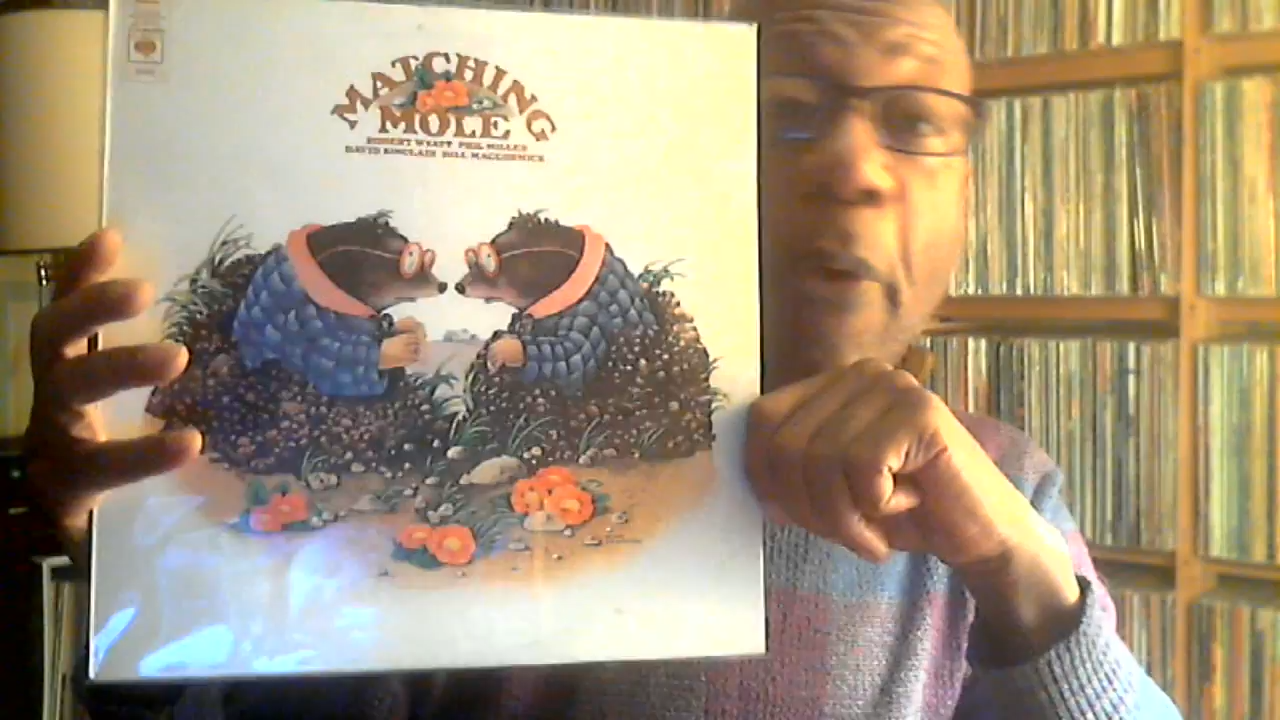 MATCHING
MOLE
ROBERT WYATT PHIL MILLER
DAVID SINCLAIR BILL MACCORMICK